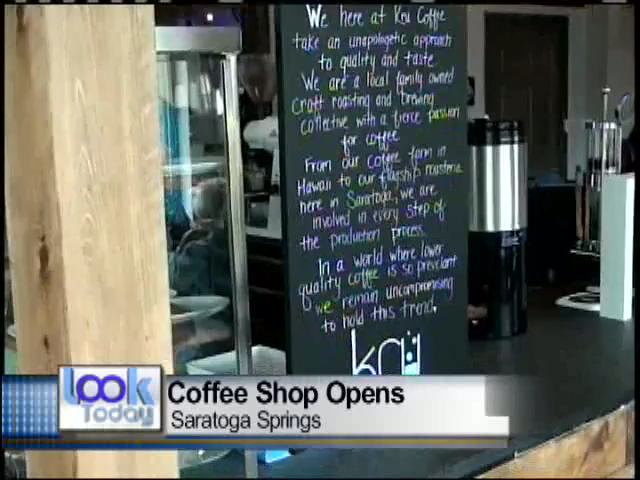 We here at Kru Coffee
take an unapologetic approach
to quality and taste
We are a local family owned
craft roasting and brewing
collective with a fierce passion
for coffee
From our coffee farm in
Hawaii to our flagship roasteria
here in Saratoga, we are
involved in every step of
the production process.
In a world where lower
quality coffee is so prevelant
we remain uncompromising
to hold this trend.
kru
Look
Today
Coffee Shop Opens
Saratoga Springs